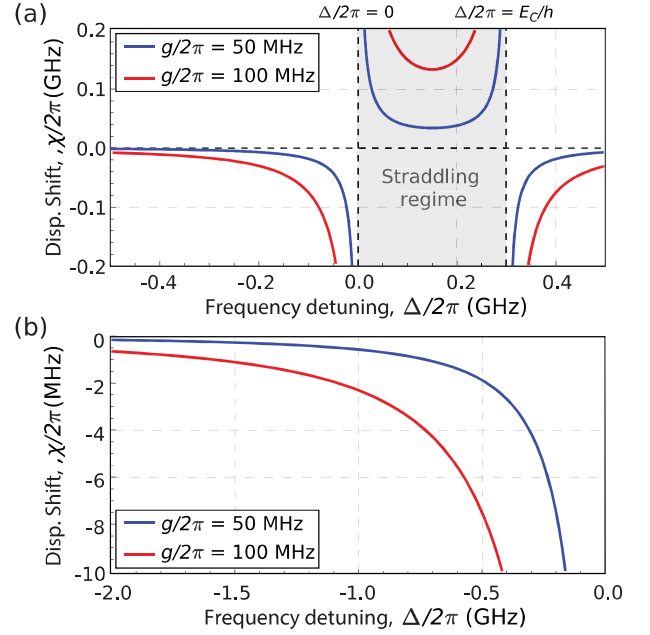 (a)
Δ/2π = 0
Δ/2π = E_C/h
g/2π = 50 MHz
g/2π = 100 MHz
Straddling
regime
Disp. Shift, ,χ/2π(GHz)
0.2
0.1
0.0
-0.1
-0.2
-0.4
-0.2
0.0
0.2
0.4
Frequency detuning, Δ/2π (GHz)
(b)
Disp. Shift, ,χ/2π(MHz)
0
-2
-4
-6
-8
-10
g/2π = 50 MHz
g/2π = 100 MHz
-2.0
-1.5
-1.0
-0.5
0.0
Frequency detuning, Δ/2π (GHz)